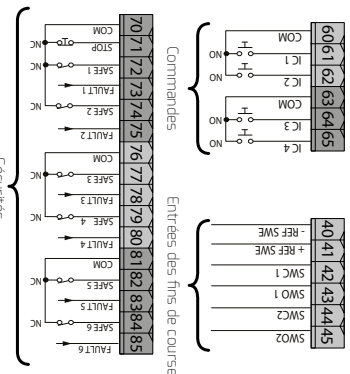 Sécurités
70 COM
71 STOP NC
72 SAFE 1 NC
73 FAULT 1
74 SAFE 2 NC
75 FAULT 2
76 COM
77 SAFE 3 NC
78 FAULT 3
79 SAFE 4 NC
80 FAULT 4
81 COM
82 SAFE 5 NC
83 FAULT 5
84 SAFE 6 NC
85 FAULT 6
Commandes
60 COM
61 IC 1 NO
62 IC 2 NO
63 COM
64 IC 3 NO
65 IC 4 NO
Entrées des fins de course
40 - REF SWE
41 + REF SWE
42 SWC 1
43 SWO 1
44 SWC2
45 SWO2